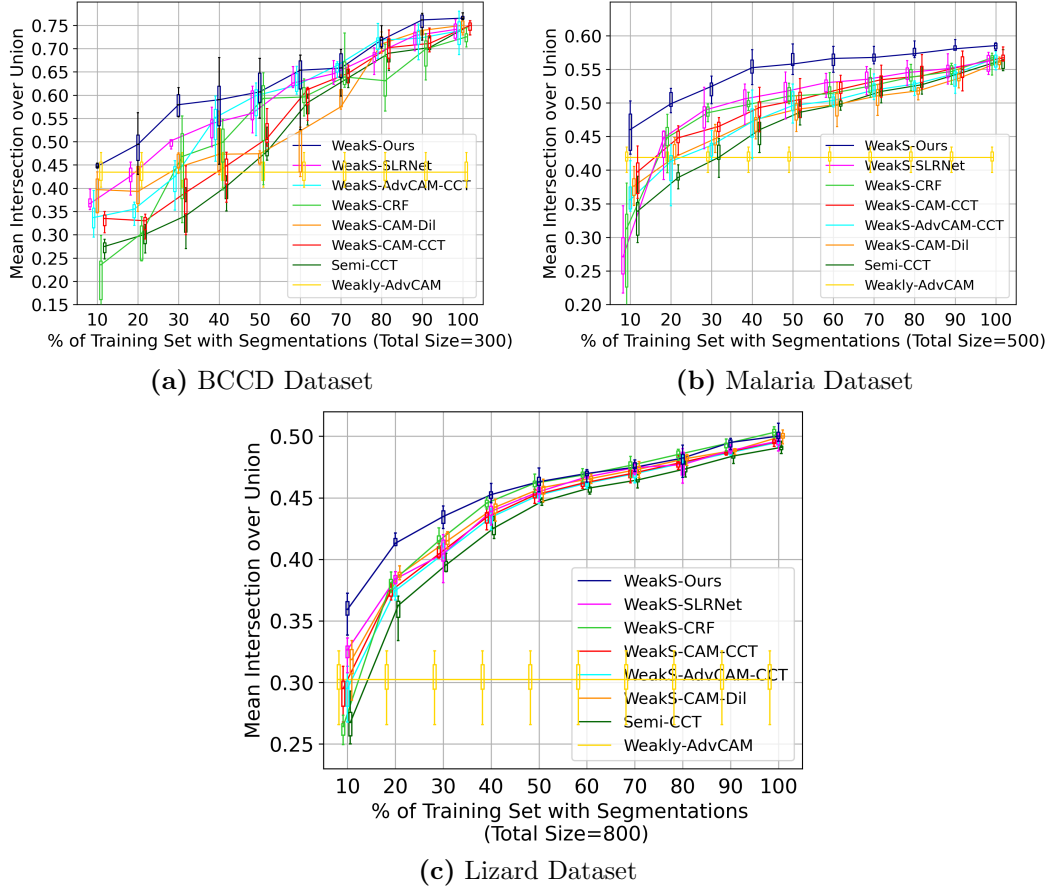 Mean Intersection over Union
0.75
0.70
0.65
0.60
0.55
0.50
0.45
0.40
0.35
0.30
0.25
0.20
0.15
WeakS-Ours
WeakS-SLRNet
WeakS-AdvCAM-CCT
WeakS-CRF
WeakS-CAM-Dil
WeakS-CAM-CCT
Semi-CCT
Weakly-AdvCAM
10 20 30 40 50 60 70 80 90 100
% of Training Set with Segmentations (Total Size=300)
(a) BCCD Dataset
Mean Intersection over Union
0.60
0.55
0.50
0.45
0.40
0.35
0.30
0.25
0.20
WeakS-Ours
WeakS-SLRNet
WeakS-CRF
WeakS-CAM-CCT
WeakS-AdvCAM-CCT
WeakS-CAM-Dil
Semi-CCT
Weakly-AdvCAM
10 20 30 40 50 60 70 80 90 100
% of Training Set with Segmentations (Total Size=500)
(b) Malaria Dataset
Mean Intersection over Union
0.50
0.45
0.40
0.35
0.30
0.25
WeakS-Ours
WeakS-SLRNet
WeakS-CRF
WeakS-CAM-CCT
WeakS-AdvCAM-CCT
WeakS-CAM-Dil
Semi-CCT
Weakly-AdvCAM
10 20 30 40 50 60 70 80 90 100
% of Training Set with Segmentations
(Total Size=800)
(c) Lizard Dataset